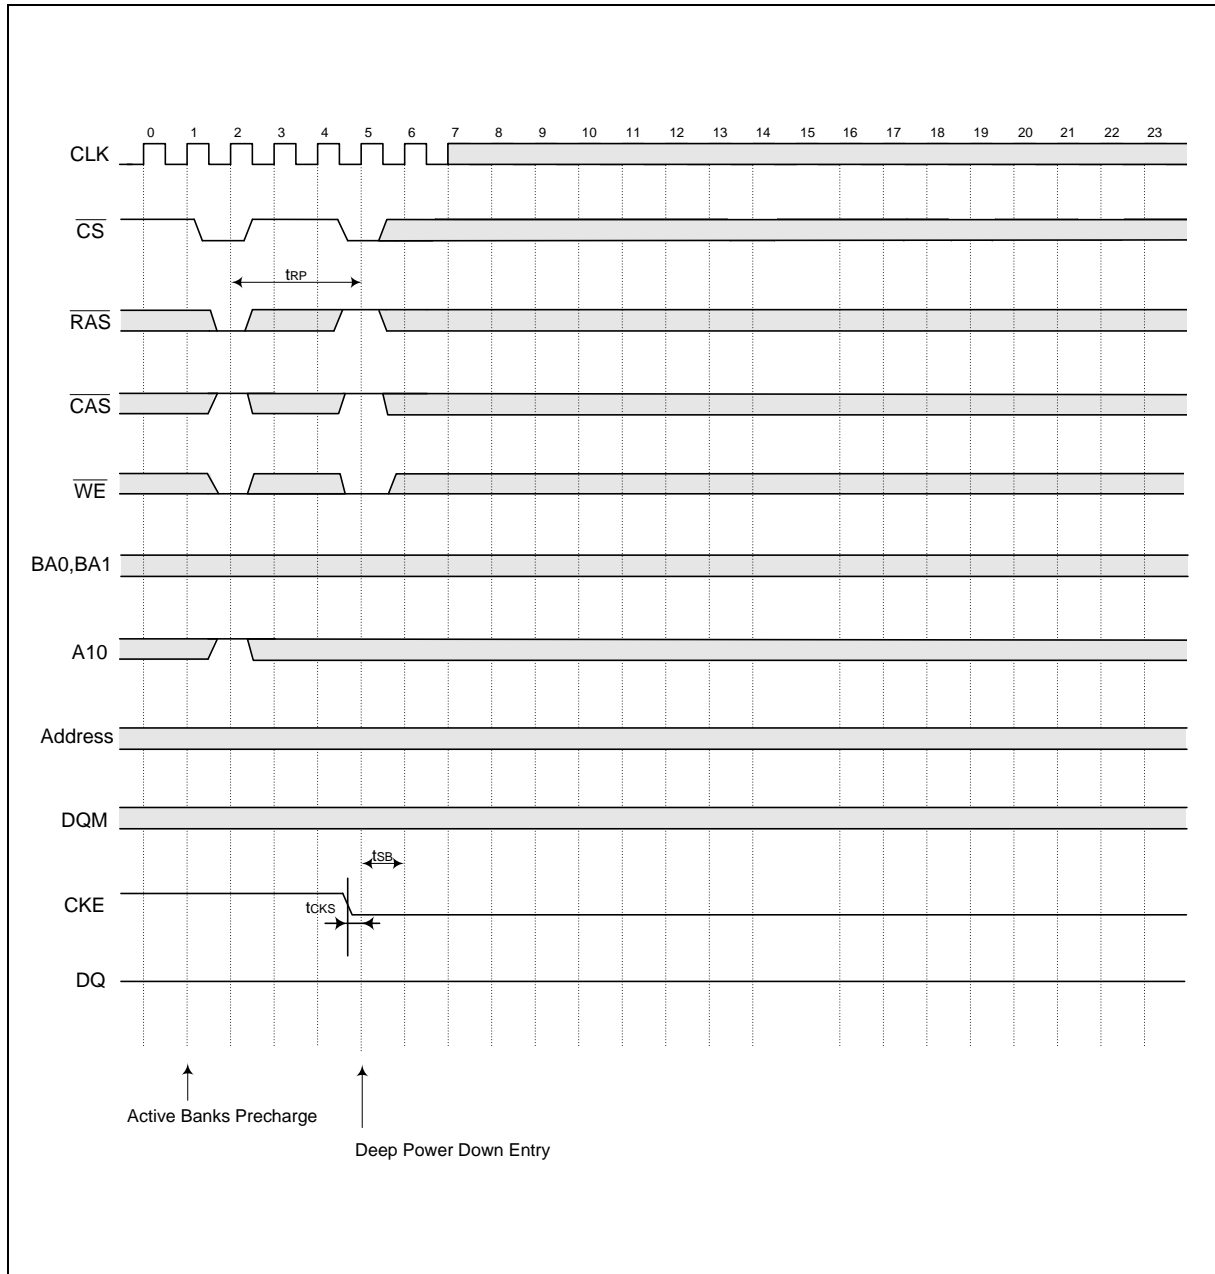 0 1 2 3 4 5 6 7 8 9 10 11 12 13 14 15 16 17 18 19 20 21 22 23
CLK
CS
tRP
RAS
CAS
WE
BA0,BA1
A10
Address
DQM
tSB
CKE
tCKS
DQ
Active Banks Precharge
Deep Power Down Entry